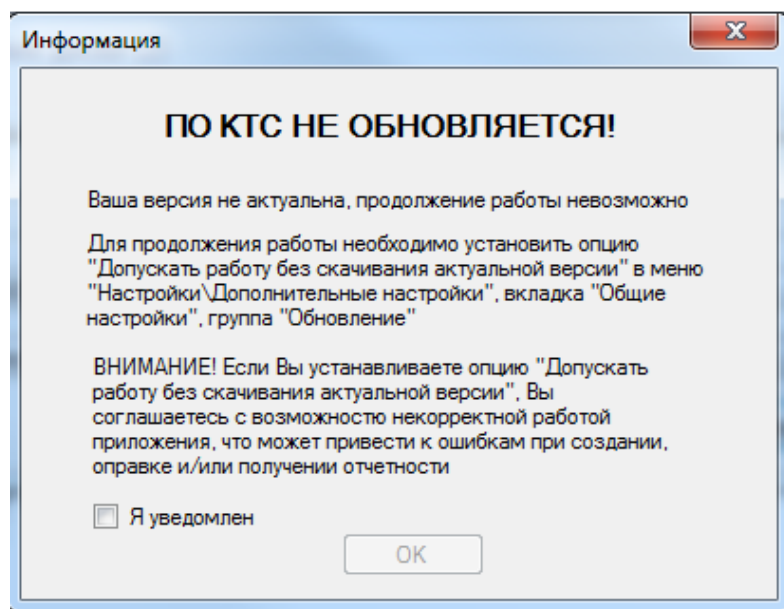 Информация
ПО КТС НЕ ОБНОВЛЯЕТСЯ!
Ваша версия не актуальна, продолжение работы невозможно
Для продолжения работы необходимо установить опцию
"Допускать работу без скачивания актуальной версии" в меню
"Настройки\Дополнительные настройки", вкладка "Общие
настройки", группа "Обновление"
ВНИМАНИЕ! Если Вы устанавливаете опцию "Допускать
работу без скачивания актуальной версии", Вы
соглашаетесь с возможностю некорректной работой
приложения, что может привести к ошибкам при создании,
оправке и/или получении отчетности
Я уведомлен
OK